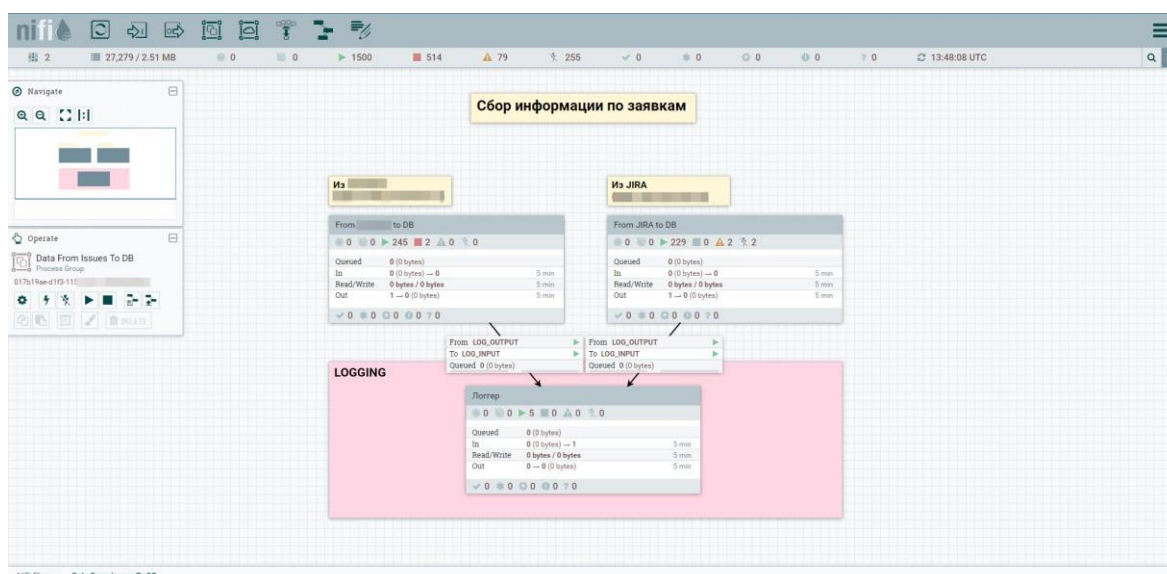 nifi
2 27,279 / 2.51 MB 0 0 1500 514 79 255 0 0 0 0 ? 0 13:48:08 UTC
Navigate
Operate
Data From Issues To DB
Process Group
DELETE
Сбор информации по заявкам
Из
Из JIRA
From to DB
0 0 245 2 0 0
Queued 0 (0 bytes)
In 0 (0 bytes) → 0 5 min
Read/Write 0 bytes / 0 bytes 5 min
Out 1 → 0 (0 bytes) 5 min
0 0 0 0 ? 0
From JIRA to DB
0 0 229 0 2 2
Queued 0 (0 bytes)
In 0 (0 bytes) → 0 5 min
Read/Write 0 bytes / 0 bytes 5 min
Out 1 → 0 (0 bytes) 5 min
0 0 0 0 ? 0
From LOG_OUTPUT
To LOG_INPUT
Queued 0 (0 bytes)
From LOG_OUTPUT
To LOG_INPUT
Queued 0 (0 bytes)
LOGGING
Логгер
0 0 5 0 0 0
Queued 0 (0 bytes)
In 0 (0 bytes) → 1 5 min
Read/Write 0 bytes / 0 bytes 5 min
Out 0 → 0 (0 bytes) 5 min
0 0 0 0 ? 0